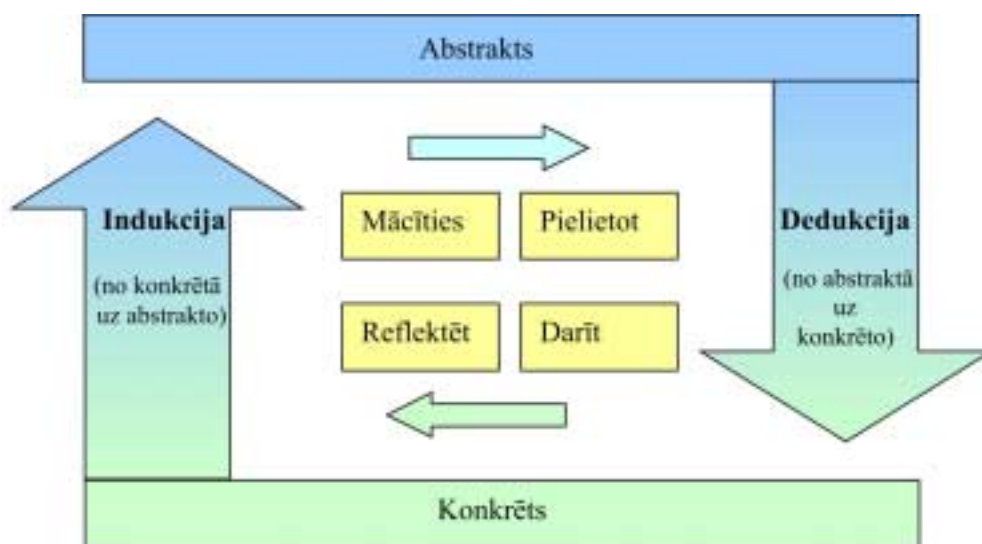 Abstrakts
Indukcija
(no konkrētā
uz abstrakto)
Mācīties
Pielietot
Reflektēt
Darīt
Dedukcija
(no abstraktā
uz
konkrēto)
Konkrēts